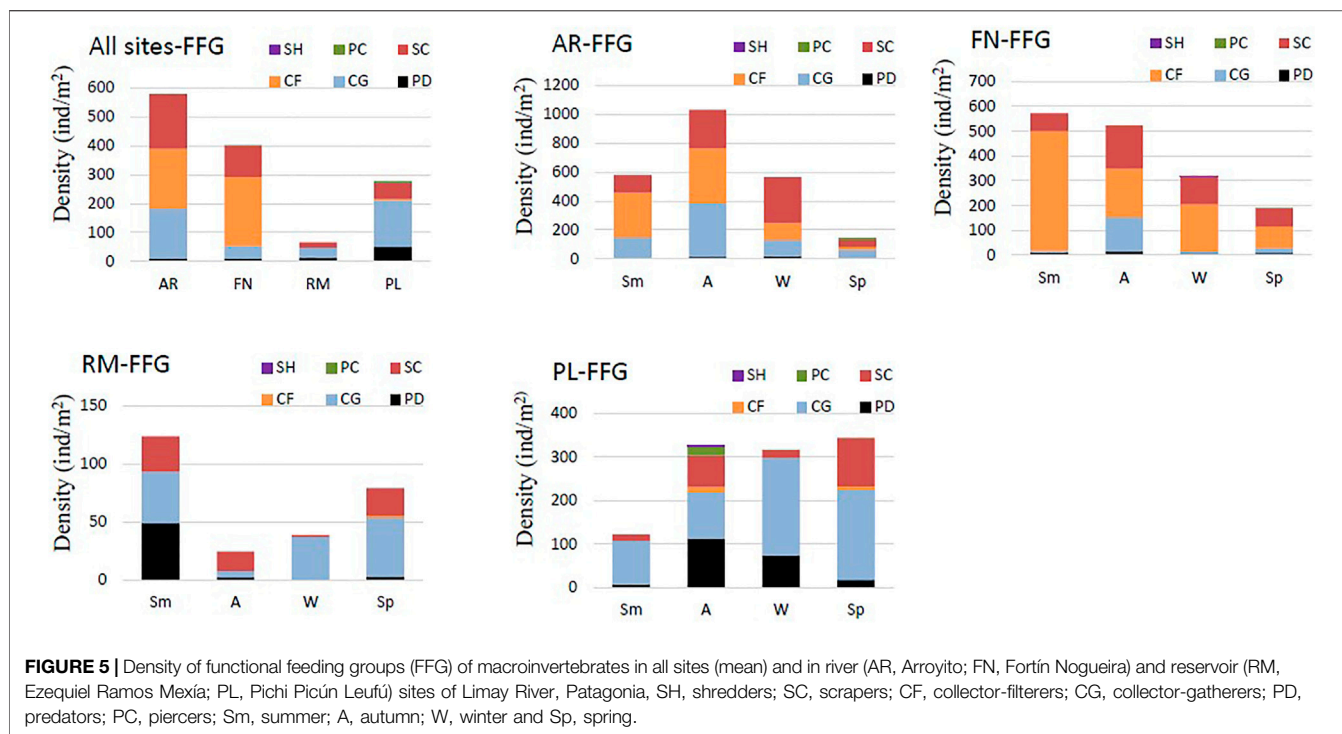 All sites-FFG
SH PC SC
CF CG PD
Density (ind/m²)
600
500
400
300
200
100
0
AR FN RM PL
AR-FFG
SH PC SC
CF CG PD
Density (ind/m²)
1200
1000
800
600
400
200
0
Sm A W Sp
FN-FFG
SH PC SC
CF CG PD
Density (ind/m²)
700
600
500
400
300
200
100
0
Sm A W Sp
RM-FFG
SH PC SC
CF CG PD
Density (ind/m²)
150
100
50
0
Sm A W Sp
PL-FFG
SH PC SC
CF CG PD
Density (ind/m²)
400
300
200
100
0
Sm A W Sp
FIGURE 5 | Density of functional feeding groups (FFG) of macroinvertebrates in all sites (mean) and in river (AR, Arroyito; FN, Fortín Nogueira) and reservoir (RM,
Ezequiel Ramos Mexía; PL, Pichi Picún Leufú) sites of Limay River, Patagonia, SH, shredders; SC, scrapers; CF, collector-filterers; CG, collector-gatherers; PD,
predators; PC, piercers; Sm, summer; A, autumn; W, winter and Sp, spring.